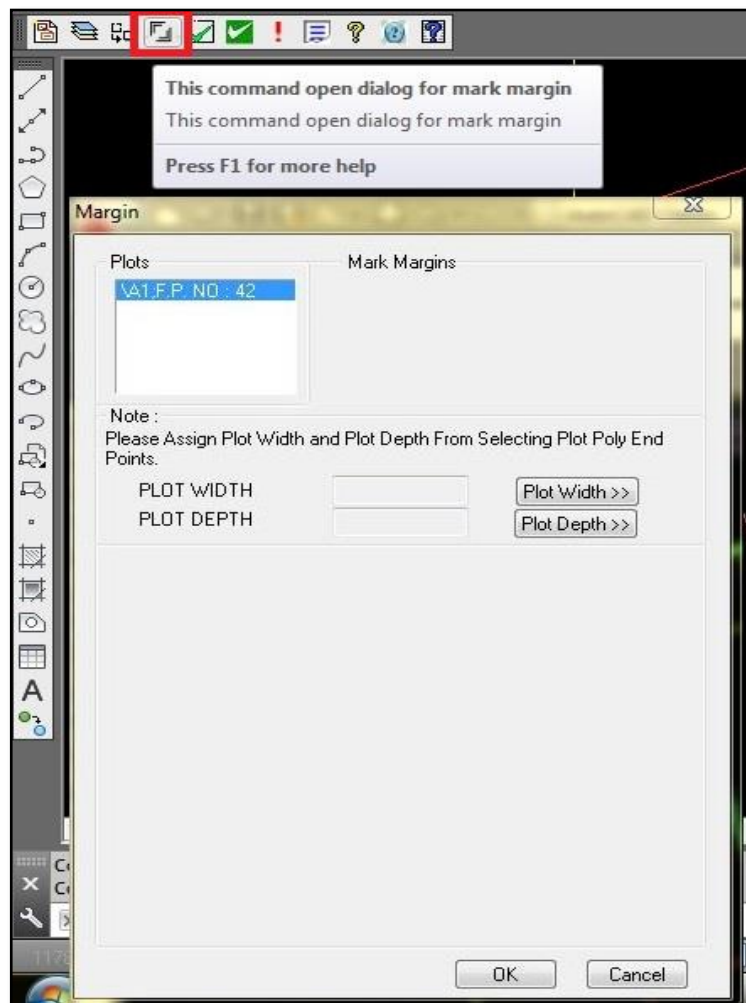 This command open dialog for mark margin
This command open dialog for mark margin
Press F1 for more help
Margin
Plots
Mark Margins
\A1,F.P. NO : 42
Note :
Please Assign Plot Width and Plot Depth From Selecting Plot Poly End
Points.
PLOT WIDTH
Plot Width >>
PLOT DEPTH
Plot Depth >>
A
OK
Cancel